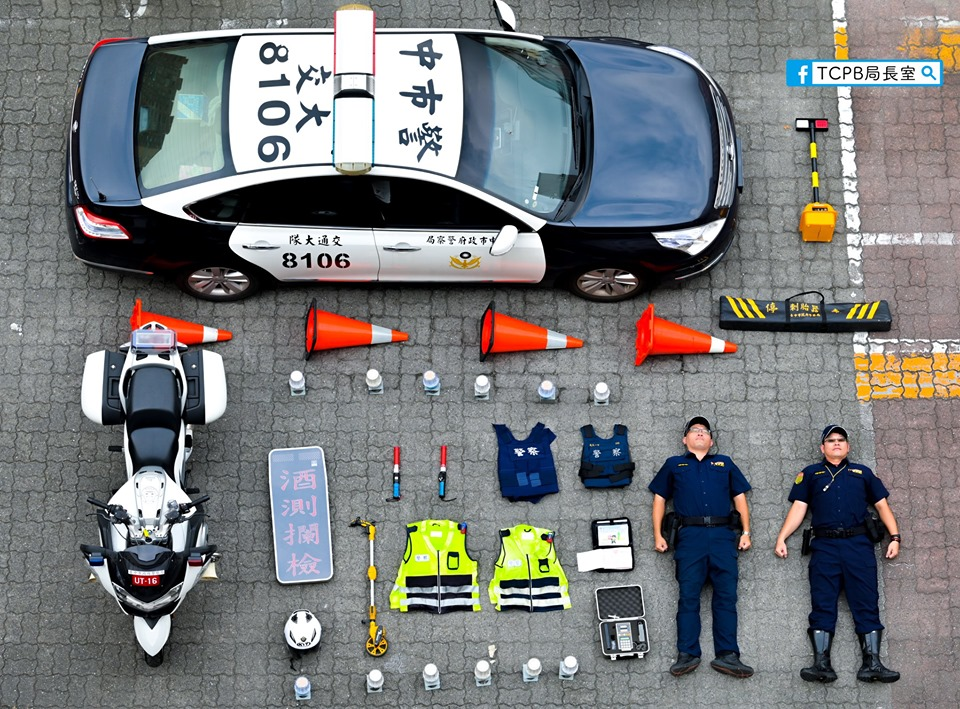 中市警
交大
8106
TCPB局長室
交通大隊
8106
中市政府警察局
停 制胎器
警察
警察
酒測攔檢
UT-16